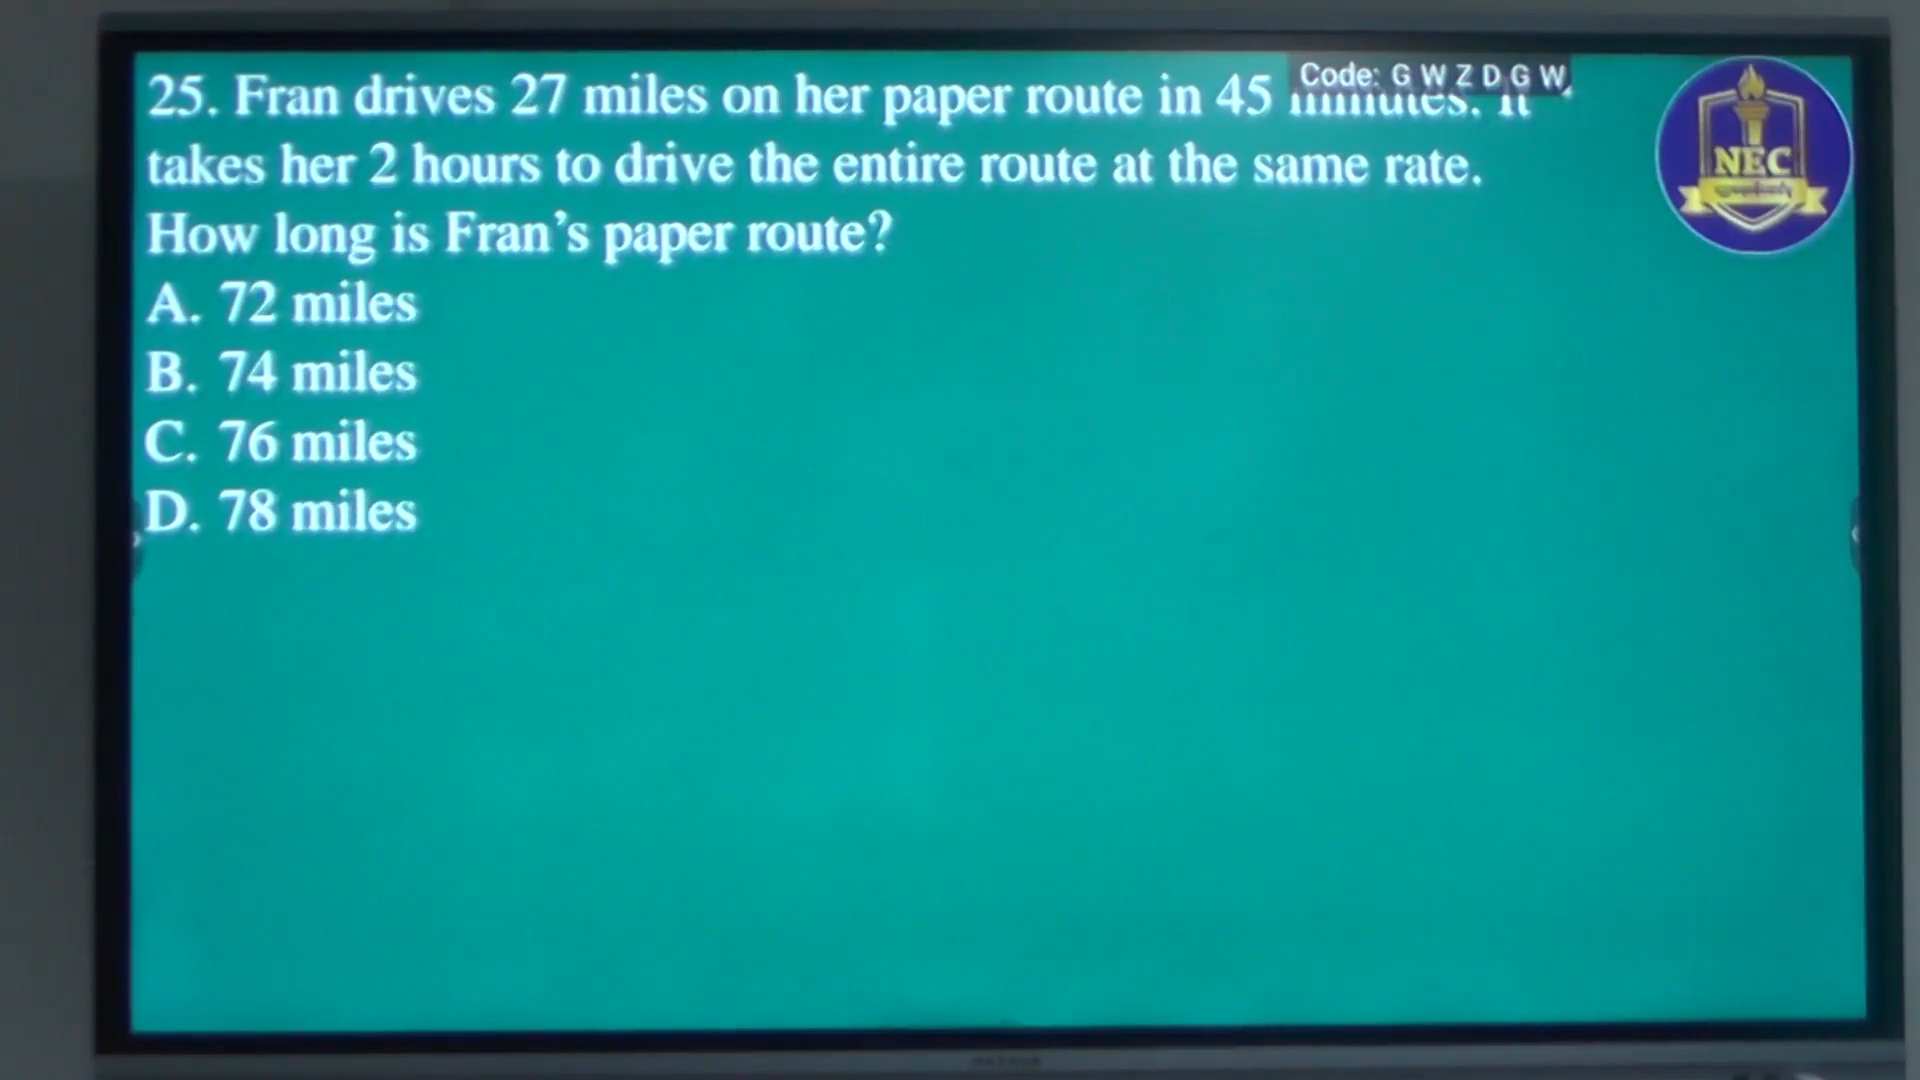 25. Fran drives 27 miles on her paper route in 45 minutes. It
Code: G W Z D G W
takes her 2 hours to drive the entire route at the same rate.
How long is Fran's paper route?
A. 72 miles
B. 74 miles
C. 76 miles
D. 78 miles
NEC